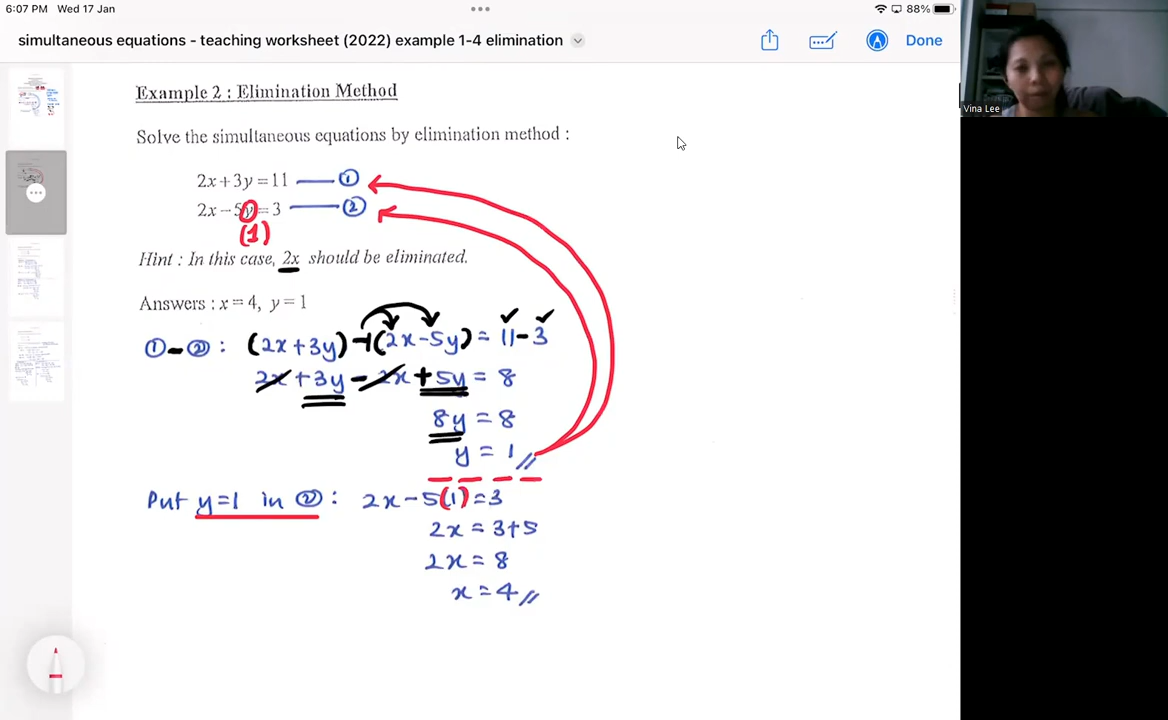 6:07 PM Wed 17 Jan
88%
simultaneous equations - teaching worksheet (2022) example 1-4 elimination
Done
Vina Lee
Example 2 : Elimination Method
Solve the simultaneous equations by elimination method :
2x + 3y = 11 —— ①
2x − 5y = 3 —— ②
(1)
Hint : In this case, 2x should be eliminated.
Answers : x = 4, y = 1
① - ② : (2x + 3y) - (2x - 5y) = 11 - 3
2x + 3y - 2x + 5y = 8
8y = 8
y = 1 //
Put y=1 in ② : 2x - 5(1) = 3
2x = 3+5
2x = 8
x = 4 //